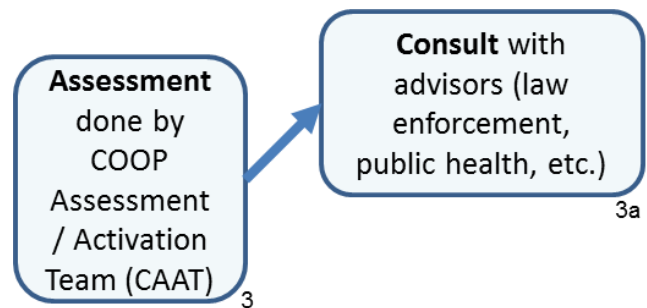 Assessment
done by
COOP
Assessment
/ Activation
Team (CAAT)
3
Consult with
advisors (law
enforcement,
public health, etc.)
3a